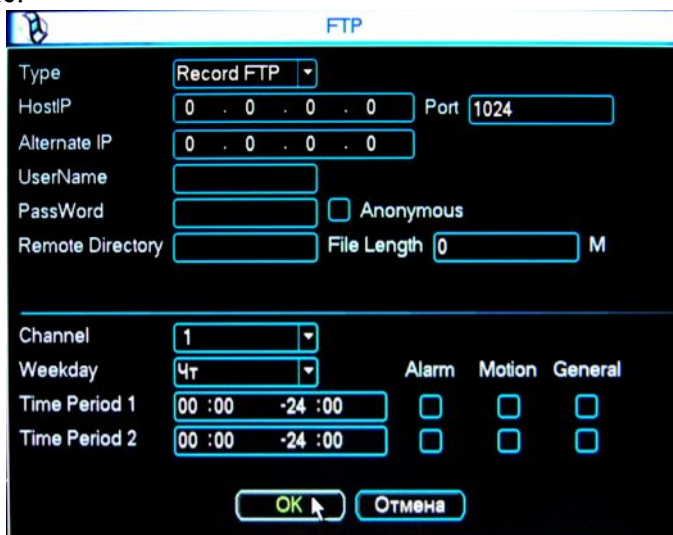 FTP
Type Record FTP
HostIP 0 . 0 . 0 . 0 Port 1024
Alternate IP 0 . 0 . 0 . 0
UserName
PassWord Anonymous
Remote Directory File Length 0 M
Channel 1
Weekday Чт Alarm Motion General
Time Period 1 00 :00 -24 :00
Time Period 2 00 :00 -24 :00
OK Отмена